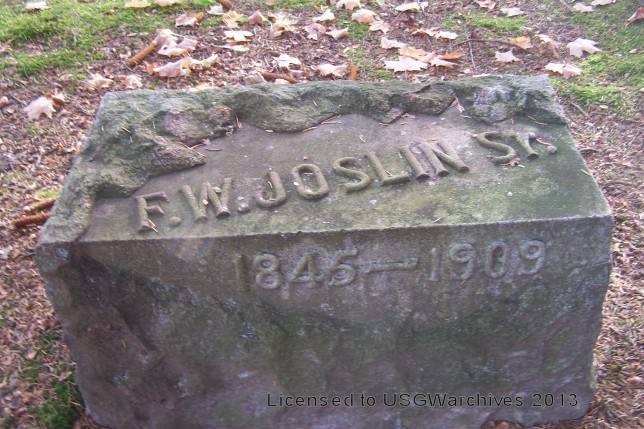 F.W. JOSLIN Sr.
1845–1909
Licensed to USGWarchives 2013